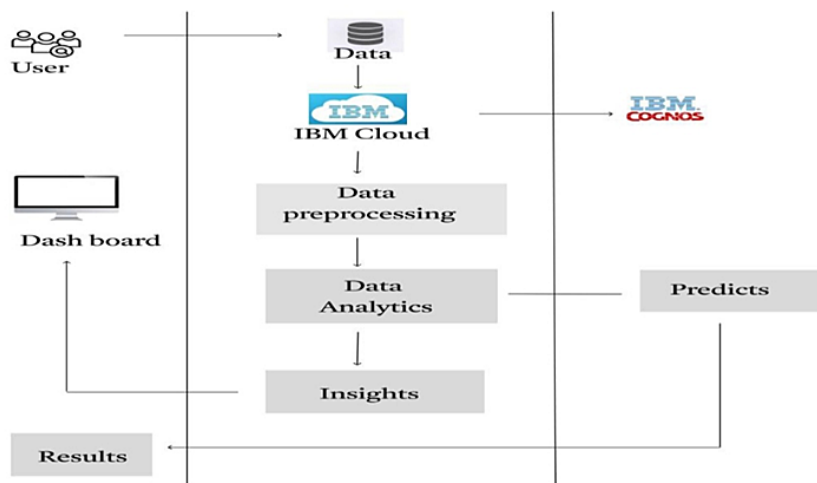 Data
User
IBM
IBM Cloud
IBM
COGNOS
Data
preprocessing
Dash board
Data
Analytics
Predicts
Insights
Results